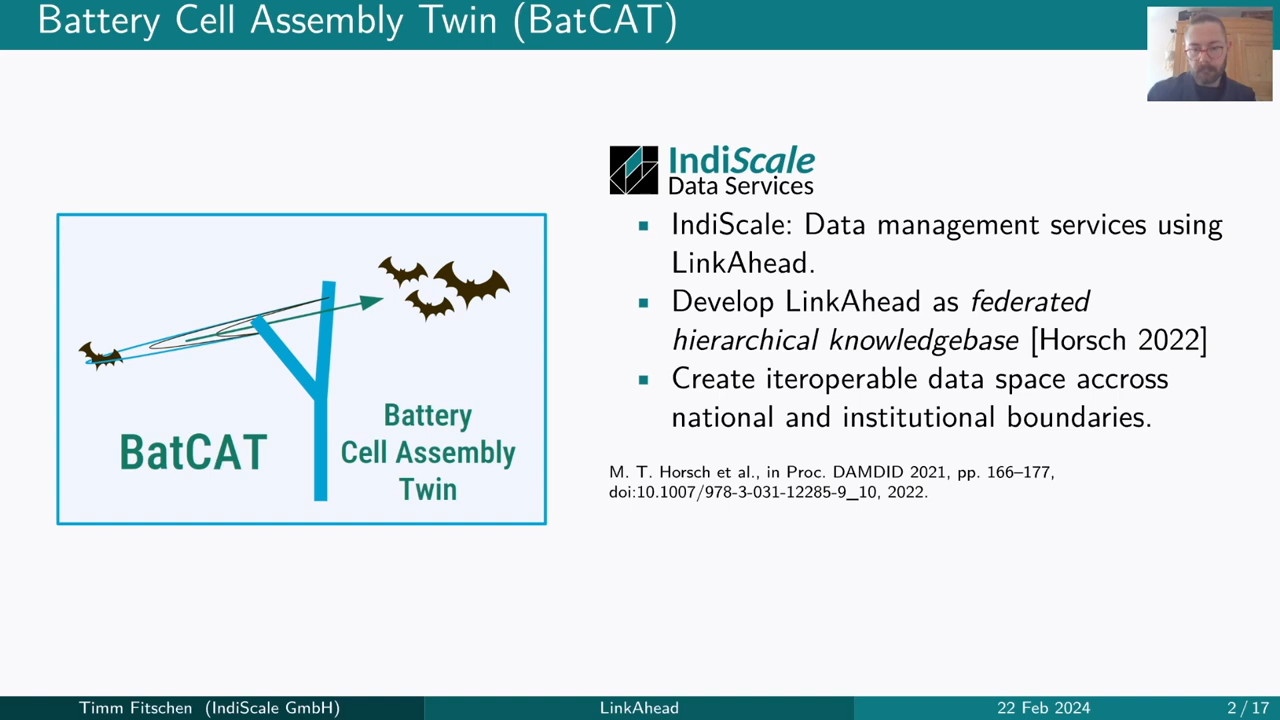 Battery Cell Assembly Twin (BatCAT)
BatCAT
Battery
Cell Assembly
Twin
IndiScale
Data Services
IndiScale: Data management services using
LinkAhead.
Develop LinkAhead as federated
hierarchical knowledgebase [Horsch 2022]
Create iteroperable data space accross
national and institutional boundaries.
M. T. Horsch et al., in Proc. DAMDID 2021, pp. 166–177,
doi:10.1007/978-3-031-12285-9_10, 2022.
Timm Fitschen (IndiScale GmbH)
LinkAhead
22 Feb 2024
2 / 17